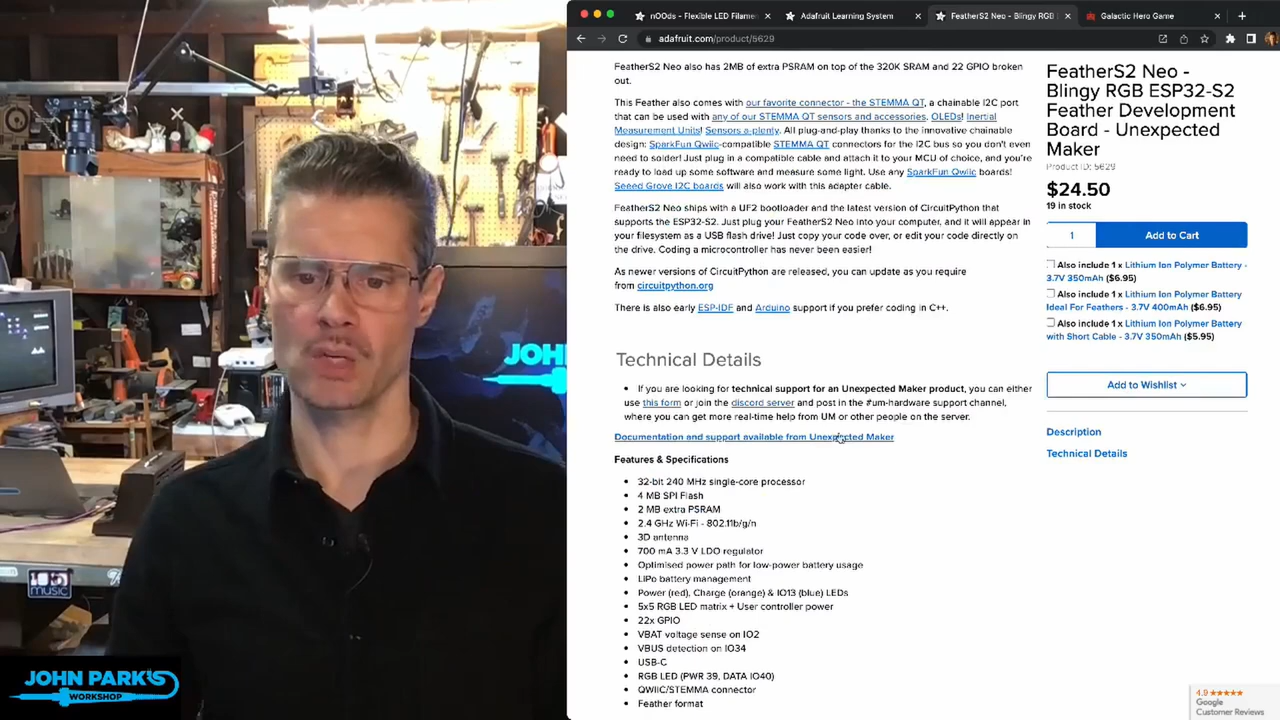 nOOds - Flexible LED Filame
Adafruit Learning System
FeatherS2 Neo - Blingy RGB
Galactic Hero Game
adafruit.com/product/5629
FeatherS2 Neo also has 2MB of extra PSRAM on top of the 320K SRAM and 22 GPIO broken
out.
This Feather also comes with our favorite connector - the STEMMA QT, a chainable I2C port
that can be used with any of our STEMMA QT sensors and accessories. OLEDs! Inertial
Measurement Units! Sensors a-plenty. All plug-and-play thanks to the innovative chainable
design: SparkFun Qwiic-compatible STEMMA QT connectors for the I2C bus so you don't even
need to solder! Just plug in a compatible cable and attach it to your MCU of choice, and you're
ready to load up some software and measure some light. Use any SparkFun Qwiic boards!
Seeed Grove I2C boards will also work with this adapter cable.
FeatherS2 Neo ships with a UF2 bootloader and the latest version of CircuitPython that
supports the ESP32-S2. Just plug your FeatherS2 Neo into your computer, and it will appear in
your filesystem as a USB flash drive! Just copy your code over, or edit your code directly on
the drive. Coding a microcontroller has never been easier!
As newer versions of CircuitPython are released, you can update as you require
from circuitpython.org
There is also early ESP-IDF and Arduino support if you prefer coding in C++.
Technical Details
• If you are looking for technical support for an Unexpected Maker product, you can either
use this form or join the discord server and post in the #um-hardware support channel,
where you can get more real-time help from UM or other people on the server.
Documentation and support available from Unexpected Maker
Features & Specifications
• 32-bit 240 MHz single-core processor
• 4 MB SPI Flash
• 2 MB extra PSRAM
• 2.4 GHz Wi-Fi - 802.11b/g/n
• 3D antenna
• 700 mA 3.3 V LDO regulator
• Optimised power path for low-power battery usage
• LiPo battery management
• Power (red), Charge (orange) & IO13 (blue) LEDs
• 5x5 RGB LED matrix + User controller power
• 22x GPIO
• VBAT voltage sense on IO2
• VBUS detection on IO34
• USB-C
• RGB LED (PWR 39, DATA IO40)
• QWIIC/STEMMA connector
• Feather format
FeatherS2 Neo -
Blingy RGB ESP32-S2
Feather Development
Board - Unexpected
Maker
Product ID: 5629
$24.50
19 in stock
1
Add to Cart
Also include 1 x Lithium Ion Polymer Battery -
3.7V 350mAh ($6.95)
Also include 1 x Lithium Ion Polymer Battery
Ideal For Feathers - 3.7V 400mAh ($6.95)
Also include 1 x Lithium Ion Polymer Battery
with Short Cable - 3.7V 350mAh ($5.95)
Add to Wishlist
Description
Technical Details
4.9
Google
Customer Reviews
JOHN
music
JOHN PARK'S
WORKSHOP